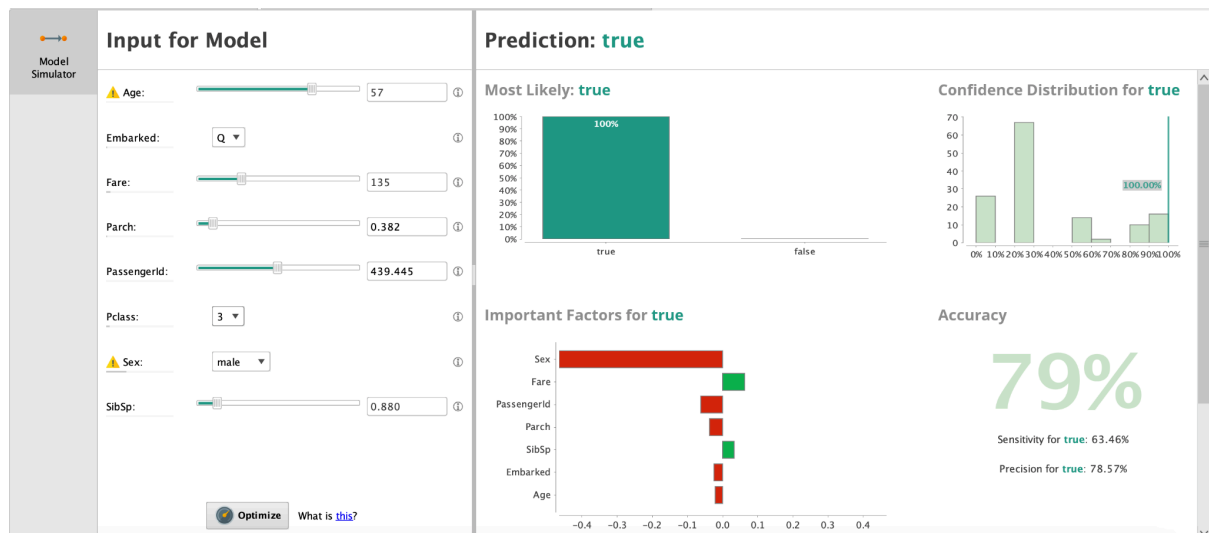 Model
Simulator
Input for Model
Age: 57
Embarked: Q
Fare: 135
Parch: 0.382
PassengerId: 439.445
Pclass: 3
Sex: male
SibSp: 0.880
Optimize What is this?
Prediction: true
Most Likely: true
100%
90%
80%
70%
60%
50%
40%
30%
20%
10%
0%
100%
true false
Confidence Distribution for true
70
60
50
40
30
20
10
0
100.00%
0% 10% 20% 30% 40% 50% 60% 70% 80% 90% 100%
Important Factors for true
Sex
Fare
PassengerId
Parch
SibSp
Embarked
Age
-0.4 -0.3 -0.2 -0.1 0.0 0.1 0.2 0.3 0.4
Accuracy
79%
Sensitivity for true: 63.46%
Precision for true: 78.57%